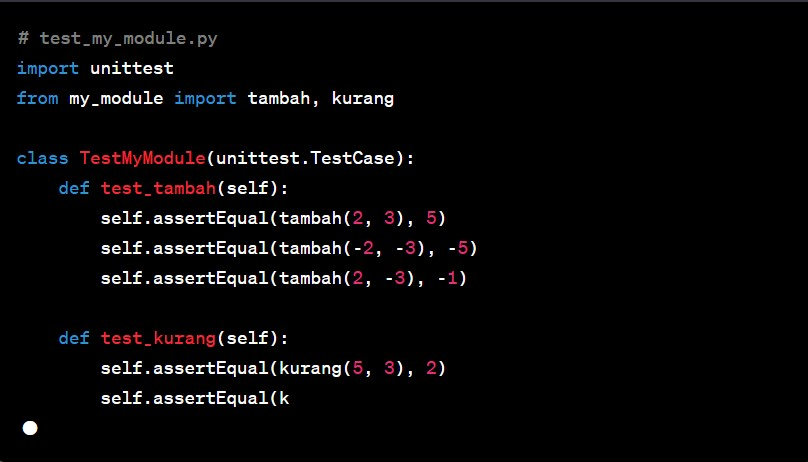 # test_my_module.py
import unittest
from my_module import tambah, kurang

class TestMyModule(unittest.TestCase):
    def test_tambah(self):
        self.assertEqual(tambah(2, 3), 5)
        self.assertEqual(tambah(-2, -3), -5)
        self.assertEqual(tambah(2, -3), -1)

    def test_kurang(self):
        self.assertEqual(kurang(5, 3), 2)
        self.assertEqual(k